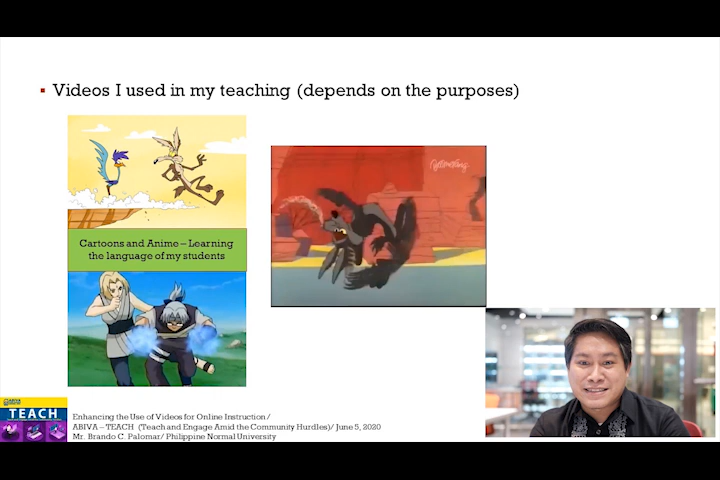 ▪ Videos I used in my teaching (depends on the purposes)
Cartoons and Anime – Learning
the language of my students
ABIVA
TEACH
Enhancing the Use of Videos for Online Instruction /
ABIVA – TEACH (Teach and Engage Amid the Community Hurdles)/ June 5, 2020
Mr. Brando C. Palomar/ Philippine Normal University